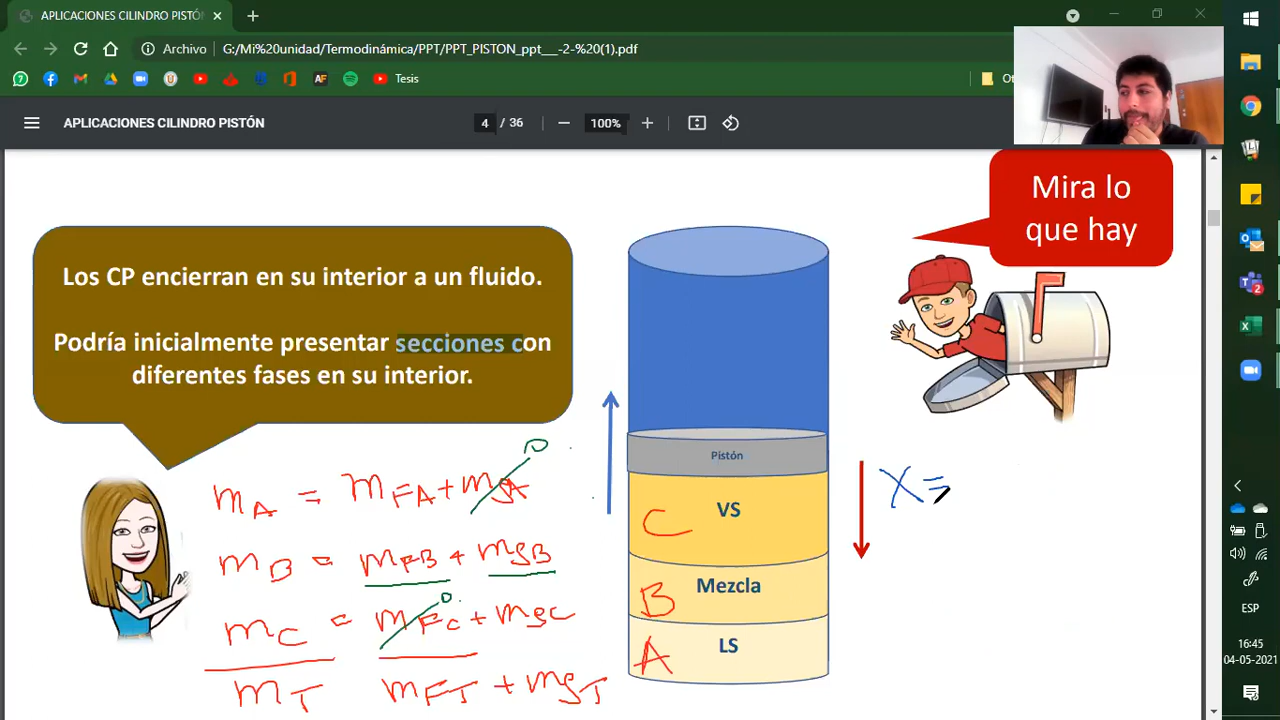 APLICACIONES CILINDRO PISTÓN
Archivo G:/Mi%20unidad/Termodinámica/PPT/PPT_PISTON_ppt___-2-%20(1).pdf
AF Tesis
APLICACIONES CILINDRO PISTÓN 4 / 36 100%
Mira lo
que hay
Los CP encierran en su interior a un fluido.
Podría inicialmente presentar secciones con
diferentes fases en su interior.
Pistón
C VS
B Mezcla
A LS
mA = mFA + mgA 0
mB = mFB + mgB
mC = mFC + mgC 0
mT mFT + mgT
X =
ESP
16:45
04-05-2021